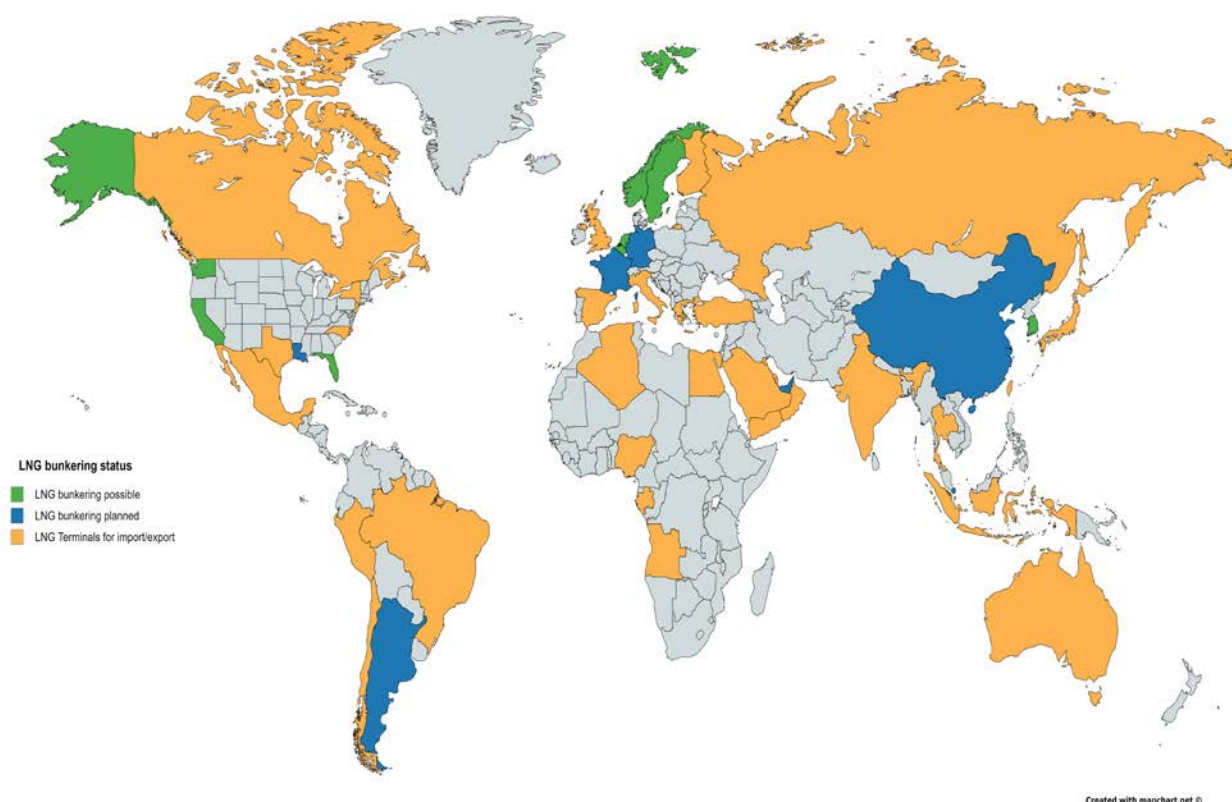 LNG bunkering status
LNG bunkering possible
LNG bunkering planned
LNG Terminals for import/export
Created with mapchart.net ©